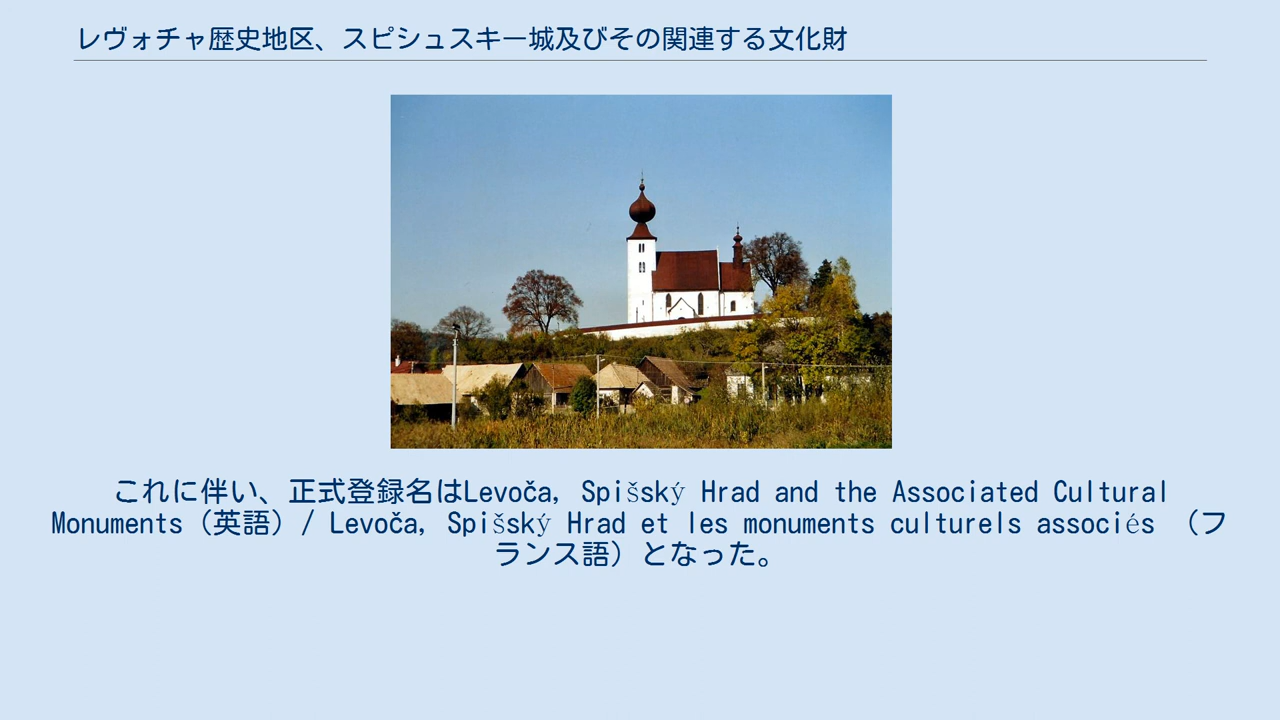 レヴォチャ歴史地区、スピシュスキー城及びその関連する文化財
これに伴い、正式登録名はLevoča, Spišský Hrad and the Associated Cultural
Monuments（英語）/ Levoča, Spišský Hrad et les monuments culturels associés （フ
ランス語）となった。